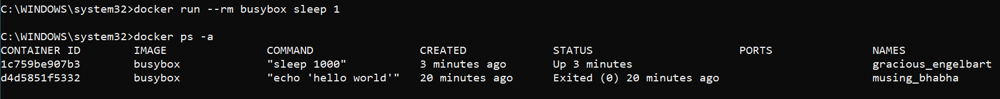 C:\WINDOWS\system32>docker run --rm busybox sleep 1
C:\WINDOWS\system32>docker ps -a
CONTAINER ID        IMAGE               COMMAND                CREATED             STATUS                      PORTS               NAMES
1c759be907b3        busybox             "sleep 1000"           3 minutes ago       Up 3 minutes                                    gracious_engelbart
d4d5851f5332        busybox             "echo 'hello world'"   20 minutes ago      Exited (0) 20 minutes ago                       musing_bhabha